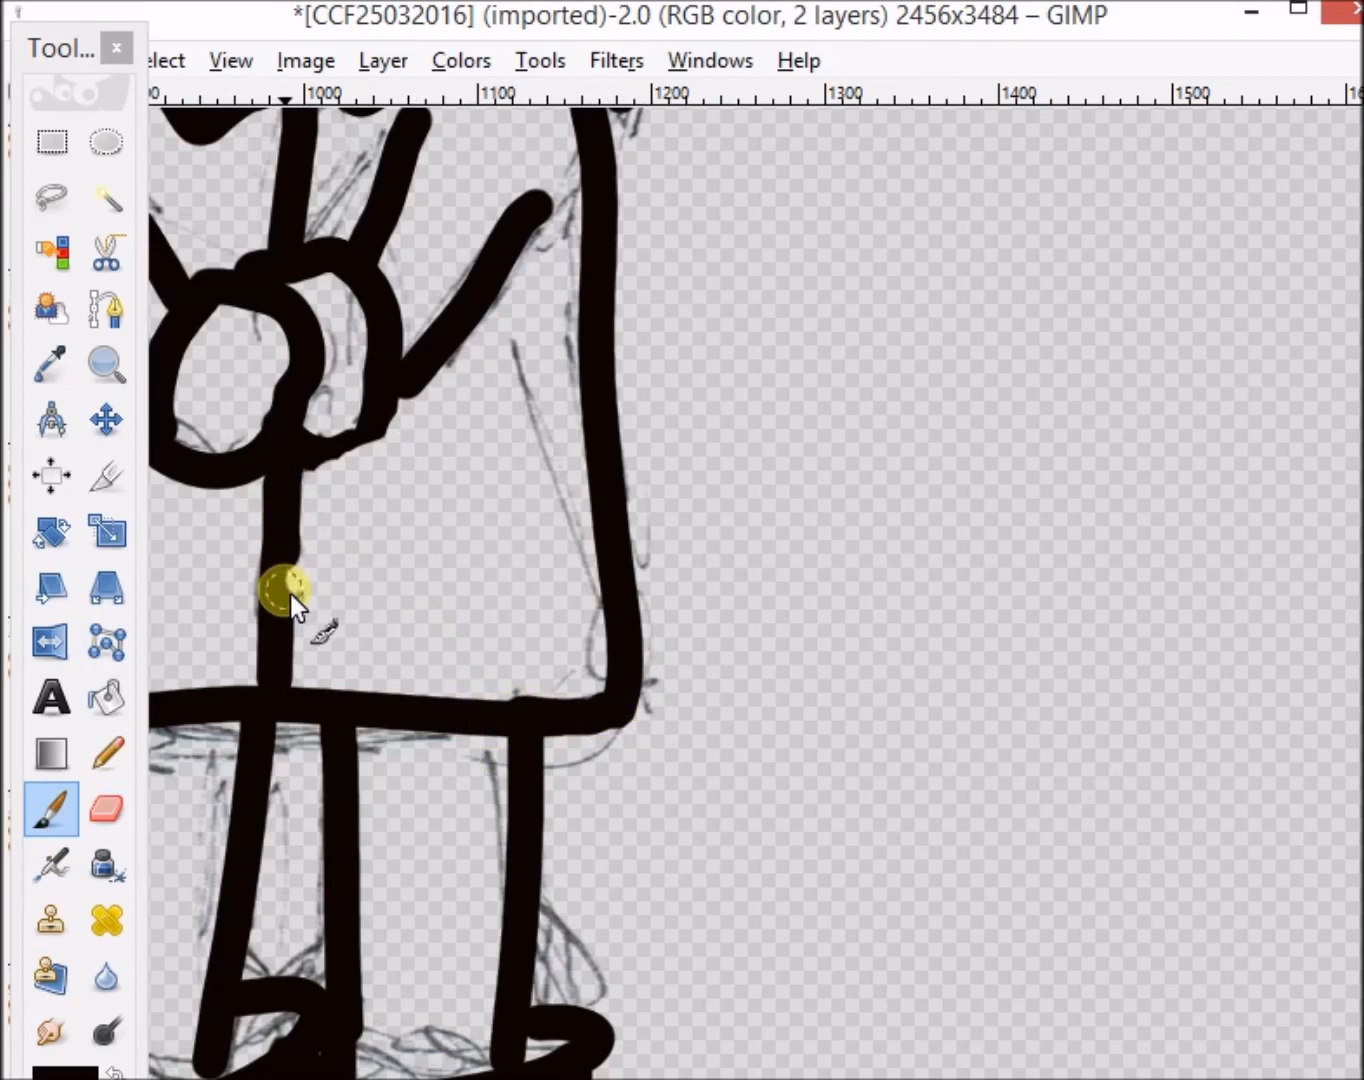 *[CCF25032016] (imported)-2.0 (RGB color, 2 layers) 2456x3484 – GIMP
Tool... x
elect View Image Layer Colors Tools Filters Windows Help
1000 1100 1200 1300 1400 1500
A